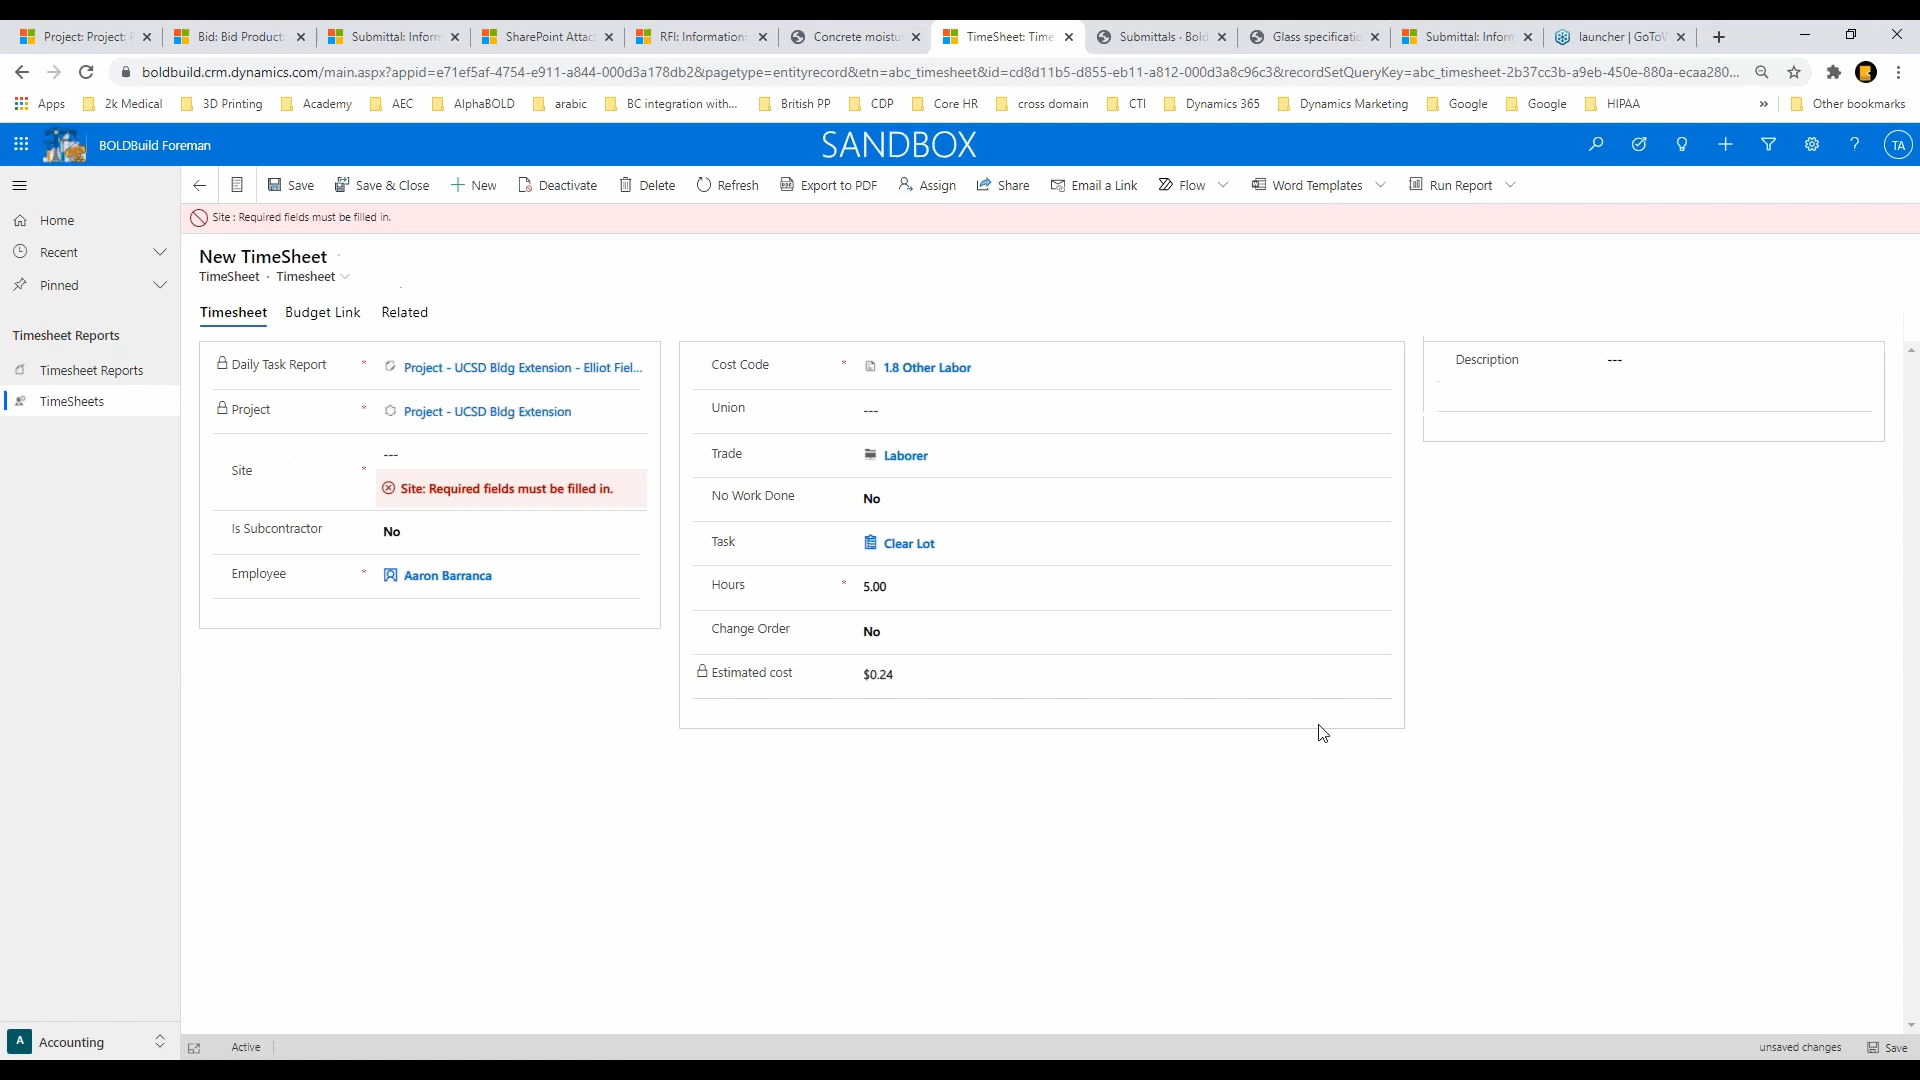 Project: Project: P
Bid: Bid Product:
Submittal: Inform
SharePoint Attac
RFI: Information:
Concrete moistu
TimeSheet: Time
Submittals · Bold
Glass specificatio
Submittal: Inform
launcher | GoToW
boldbuild.crm.dynamics.com/main.aspx?appid=e71ef5af-4754-e911-a844-000d3a178db2&pagetype=entityrecord&etn=abc_timesheet&id=cd8d11b5-d855-eb11-a812-000d3a8c96c3&recordSetQueryKey=abc_timesheet-2b37cc3b-a9eb-450e-880a-ecaa280...
Apps
2k Medical
3D Printing
Academy
AEC
AlphaBOLD
arabic
BC integration with...
British PP
CDP
Core HR
cross domain
CTI
Dynamics 365
Dynamics Marketing
Google
Google
HIPAA
»
Other bookmarks
BOLDBuild Foreman
SANDBOX
TA
Save
Save & Close
New
Deactivate
Delete
Refresh
Export to PDF
Assign
Share
Email a Link
Flow
Word Templates
Run Report
Site : Required fields must be filled in.
Home
Recent
Pinned
Timesheet Reports
Timesheet Reports
TimeSheets
New TimeSheet
TimeSheet · Timesheet
Timesheet
Budget Link
Related
Daily Task Report * Project - UCSD Bldg Extension - Elliot Fiel...
Project * Project - UCSD Bldg Extension
Site * ---
Site: Required fields must be filled in.
Is Subcontractor No
Employee * Aaron Barranca
Cost Code * 1.8 Other Labor
Union ---
Trade Laborer
No Work Done No
Task Clear Lot
Hours * 5.00
Change Order No
Estimated cost $0.24
Description ---
A Accounting
Active
unsaved changes
Save